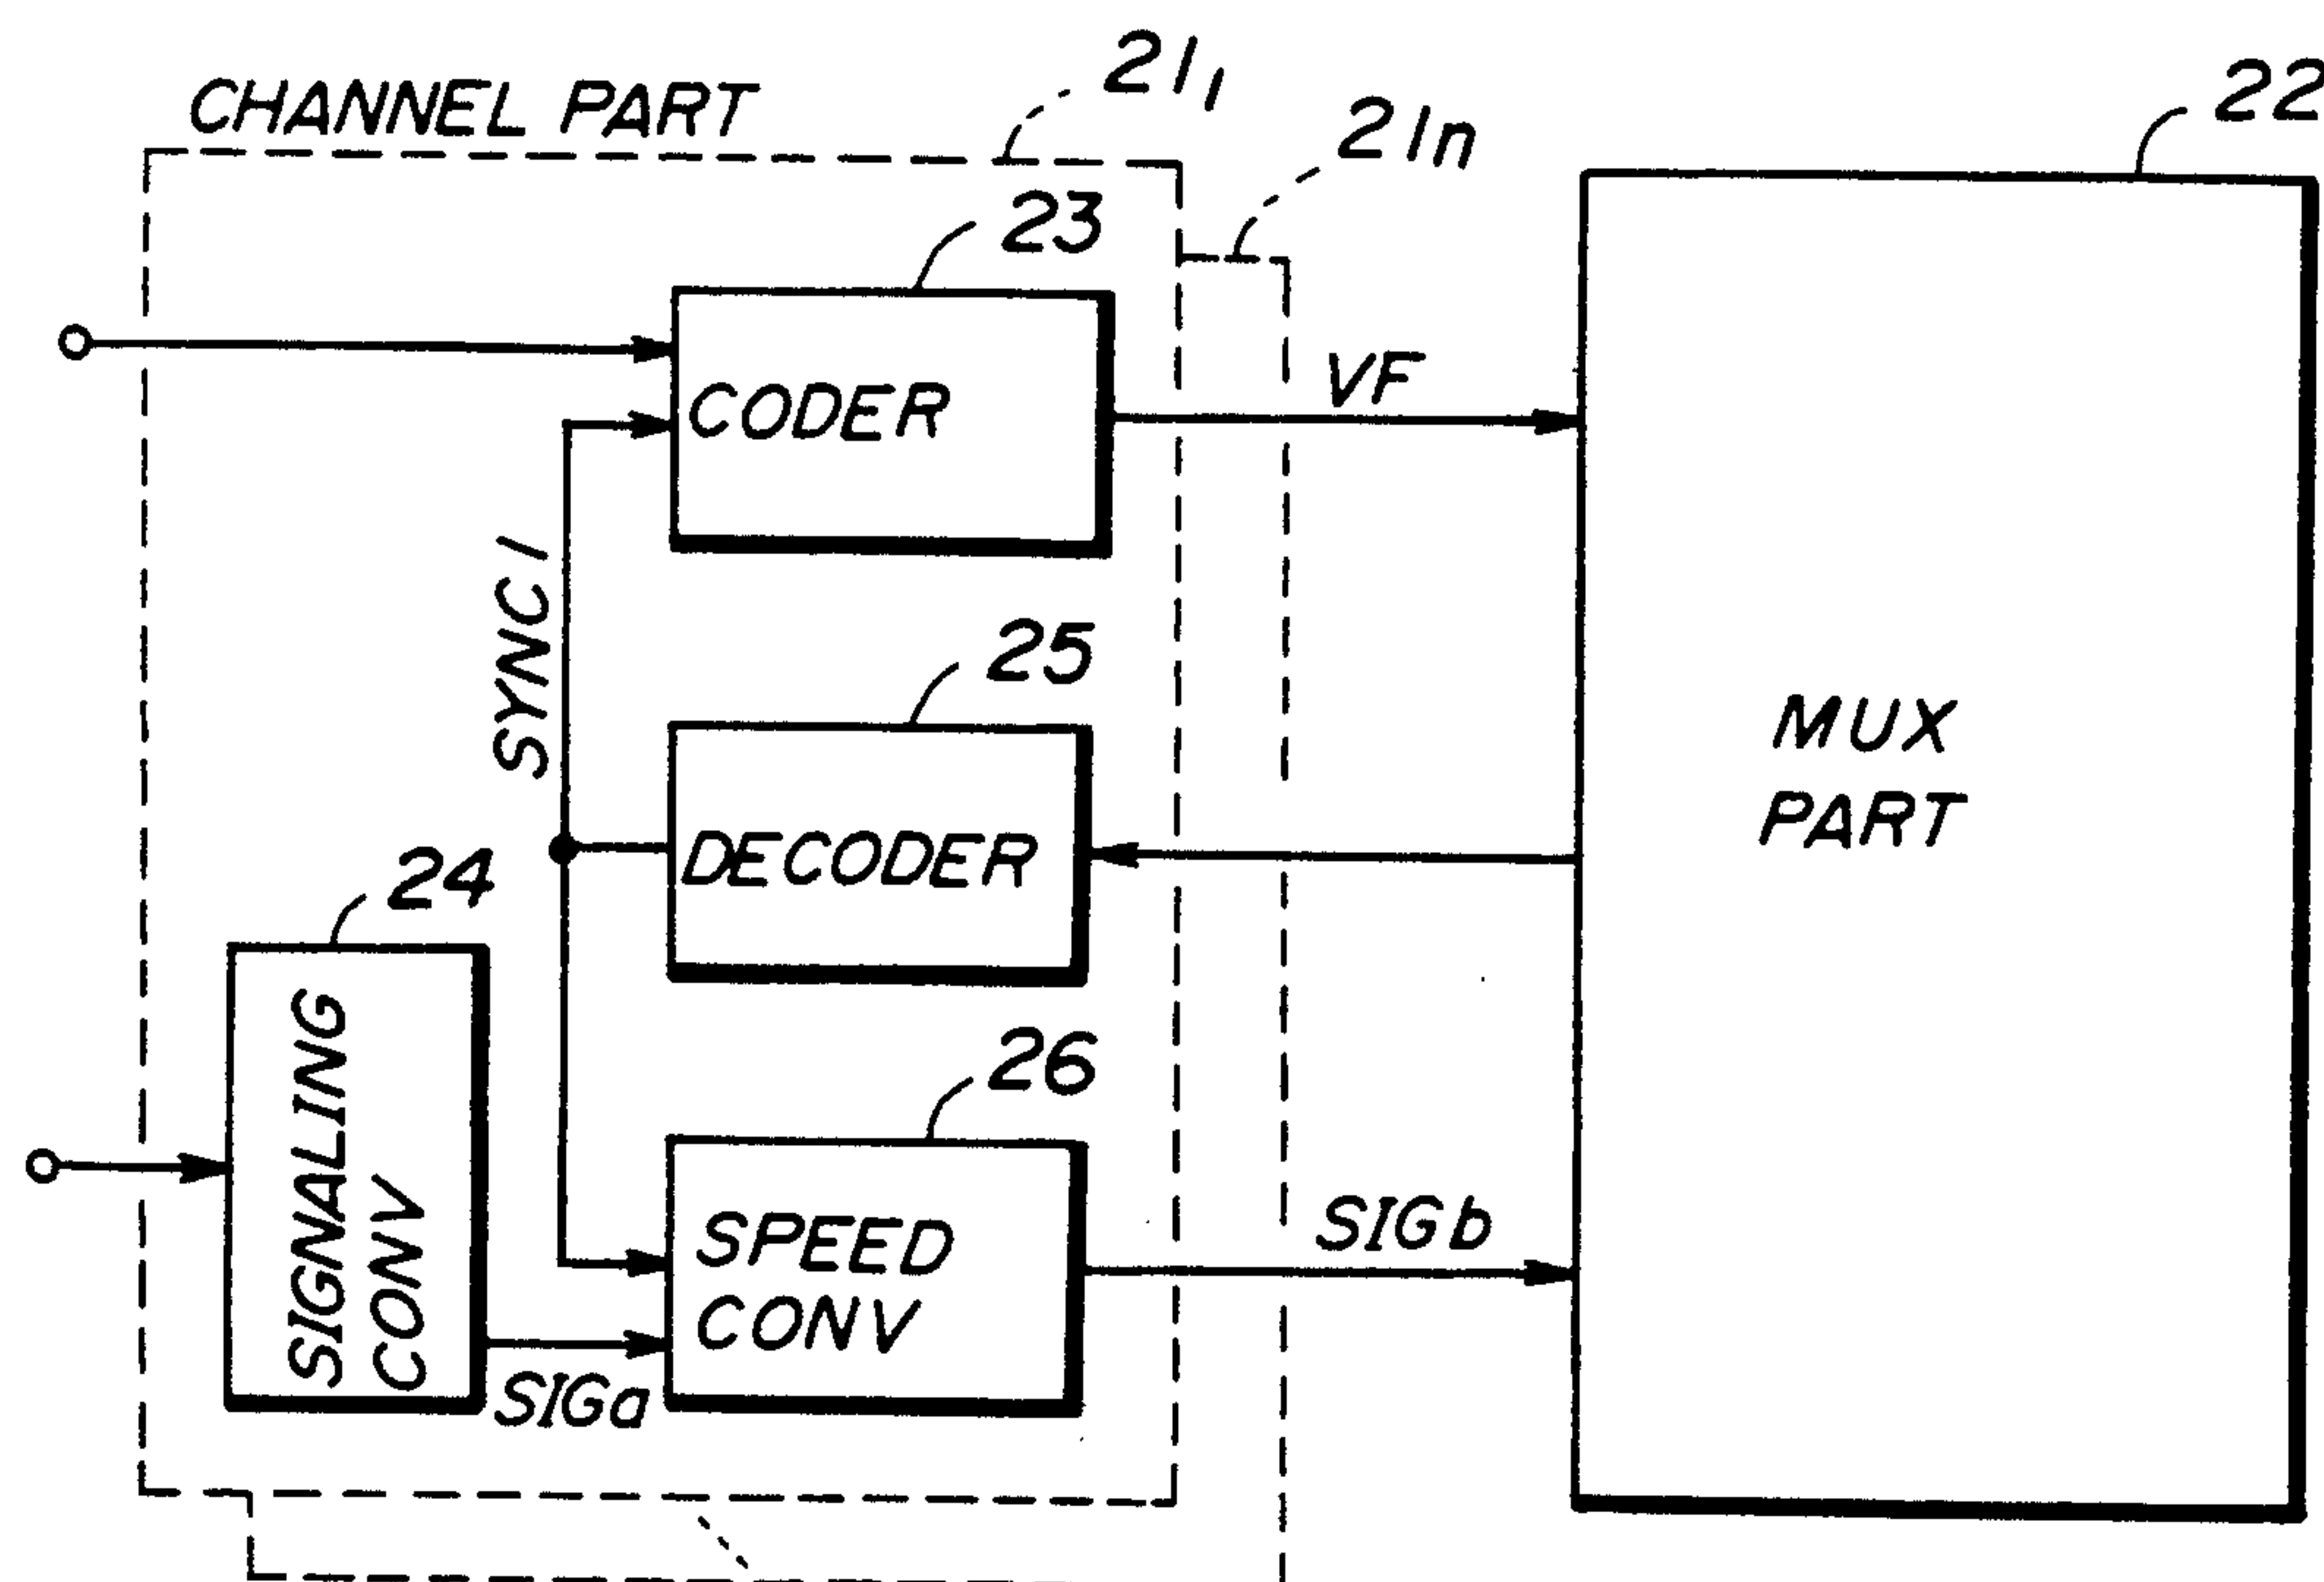 CHANNEL PART
21₁
21n
22
23
CODER
VF
SYNC 1
25
DECODER
MUX
PART
24
SIGNALING
CONV
26
SPEED
CONV
SIGb
SIGa